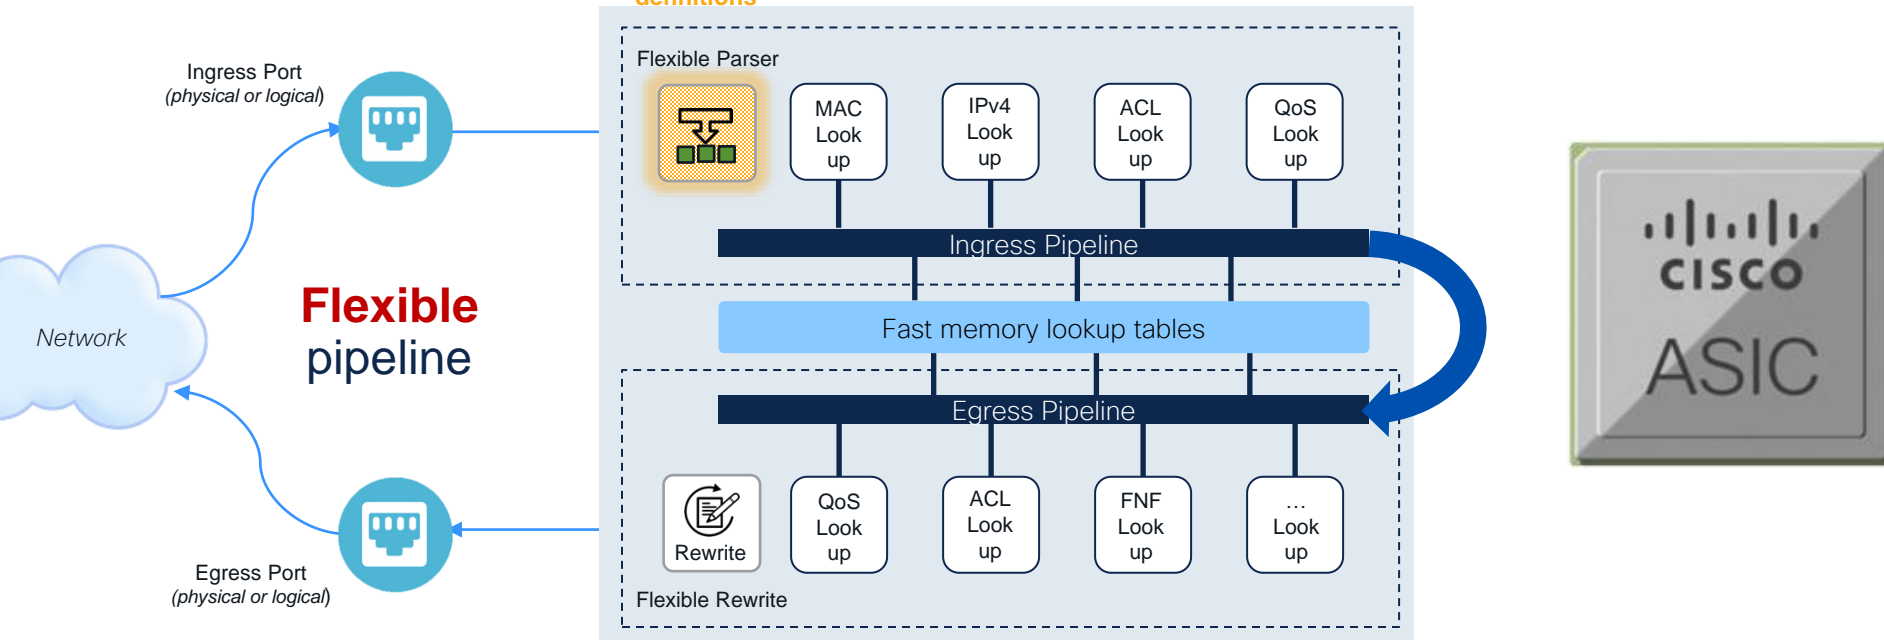 definitions
Flexible Parser
Ingress Port
(physical or logical)
MAC
Look
up
IPv4
Look
up
ACL
Look
up
QoS
Look
up
Ingress Pipeline
Network
Flexible
pipeline
Fast memory lookup tables
CISCO
ASIC
Egress Pipeline
Rewrite
QoS
Look
up
ACL
Look
up
FNF
Look
up
...
Look
up
Egress Port
(physical or logical)
Flexible Rewrite